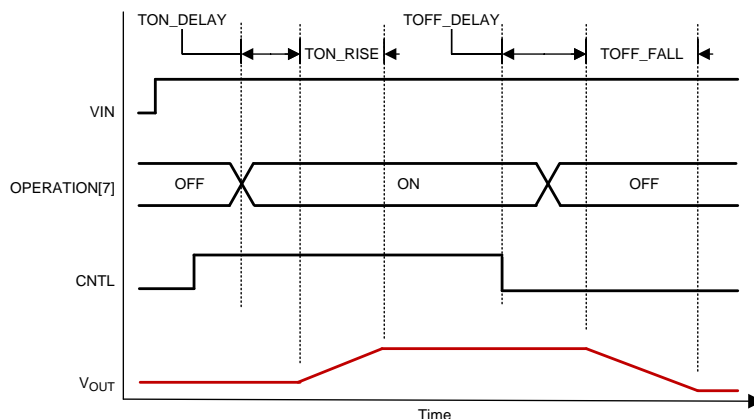 TON_DELAY
TOFF_DELAY
TON_RISE
TOFF_FALL
VIN
OPERATION[7]
OFF
ON
OFF
CNTL
VOUT
Time